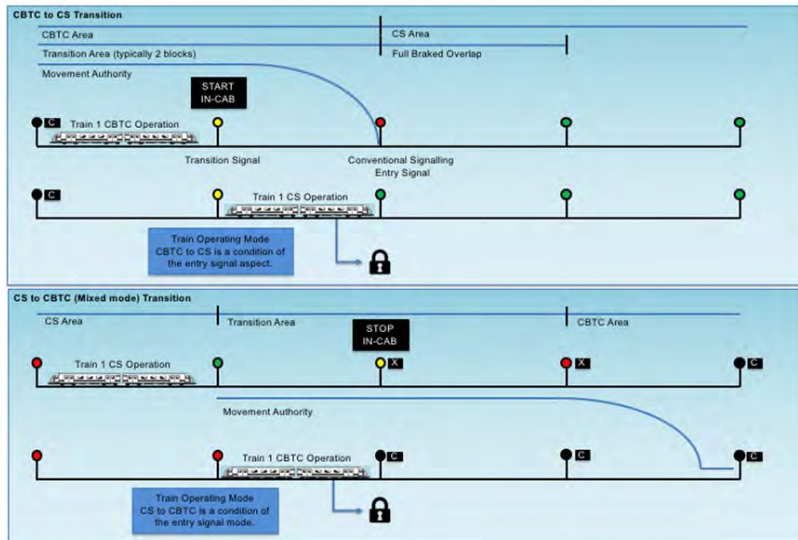 CBTC to CS Transition
CBTC Area
CS Area
Transition Area (typically 2 blocks)
Full Braked Overlap
Movement Authority
START
IN-CAB
C
Train 1 CBTC Operation
Transition Signal
Conventional Signalling
Entry Signal
C
Train 1 CS Operation
Train Operating Mode
CBTC to CS is a condition of
the entry signal aspect.
CS to CBTC (Mixed mode) Transition
CS Area
Transition Area
CBTC Area
STOP
IN-CAB
Train 1 CS Operation
X
X
C
Movement Authority
Train 1 CBTC Operation
C
C
C
Train Operating Mode
CS to CBTC is a condition of
the entry signal mode.